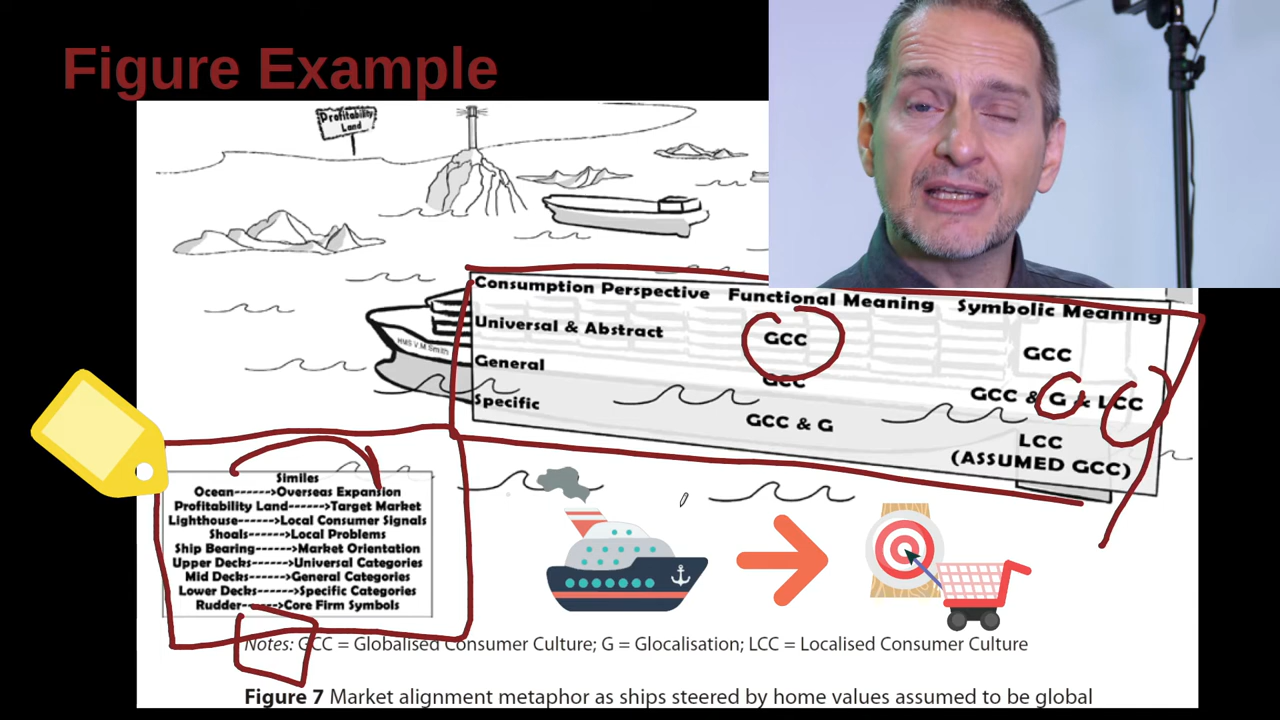 Figure Example
Profitability
Land
Consumption Perspective Functional Meaning Symbolic Meaning
Universal & Abstract GCC GCC
General GCC GCC & G & LCC
Specific GCC & G LCC
(ASSUMED GCC)
HMS V M Smith
Similes
Ocean------>Overseas Expansion
Profitability Land------>Target Market
Lighthouse------>Local Consumer Signals
Shoals------>Local Problems
Ship Bearing------>Market Orientation
Upper Decks------>Universal Categories
Mid Decks------>General Categories
Lower Decks------>Specific Categories
Rudder------>Core Firm Symbols
Notes: GCC = Globalised Consumer Culture; G = Glocalisation; LCC = Localised Consumer Culture
Figure 7 Market alignment metaphor as ships steered by home values assumed to be global